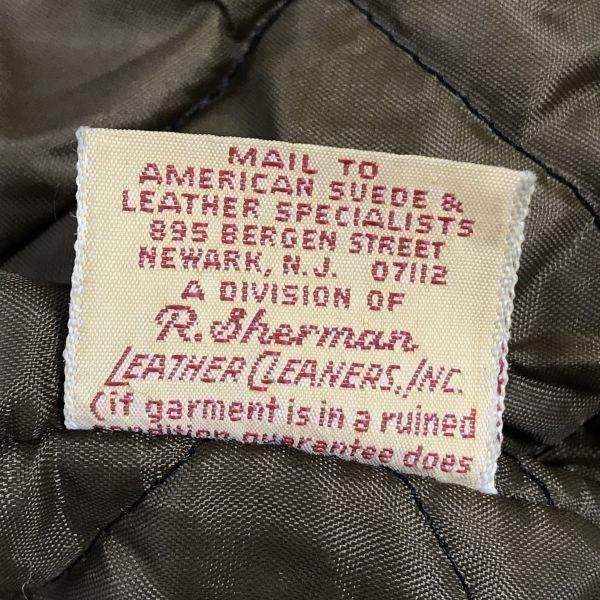 MAIL TO
AMERICAN SUEDE &
LEATHER SPECIALISTS
895 BERGEN STREET
NEWARK, N.J. 07112
A DIVISION OF
R. Sherman
LEATHER CLEANERS, INC.
(if garment is in a ruined
condition guarantee does